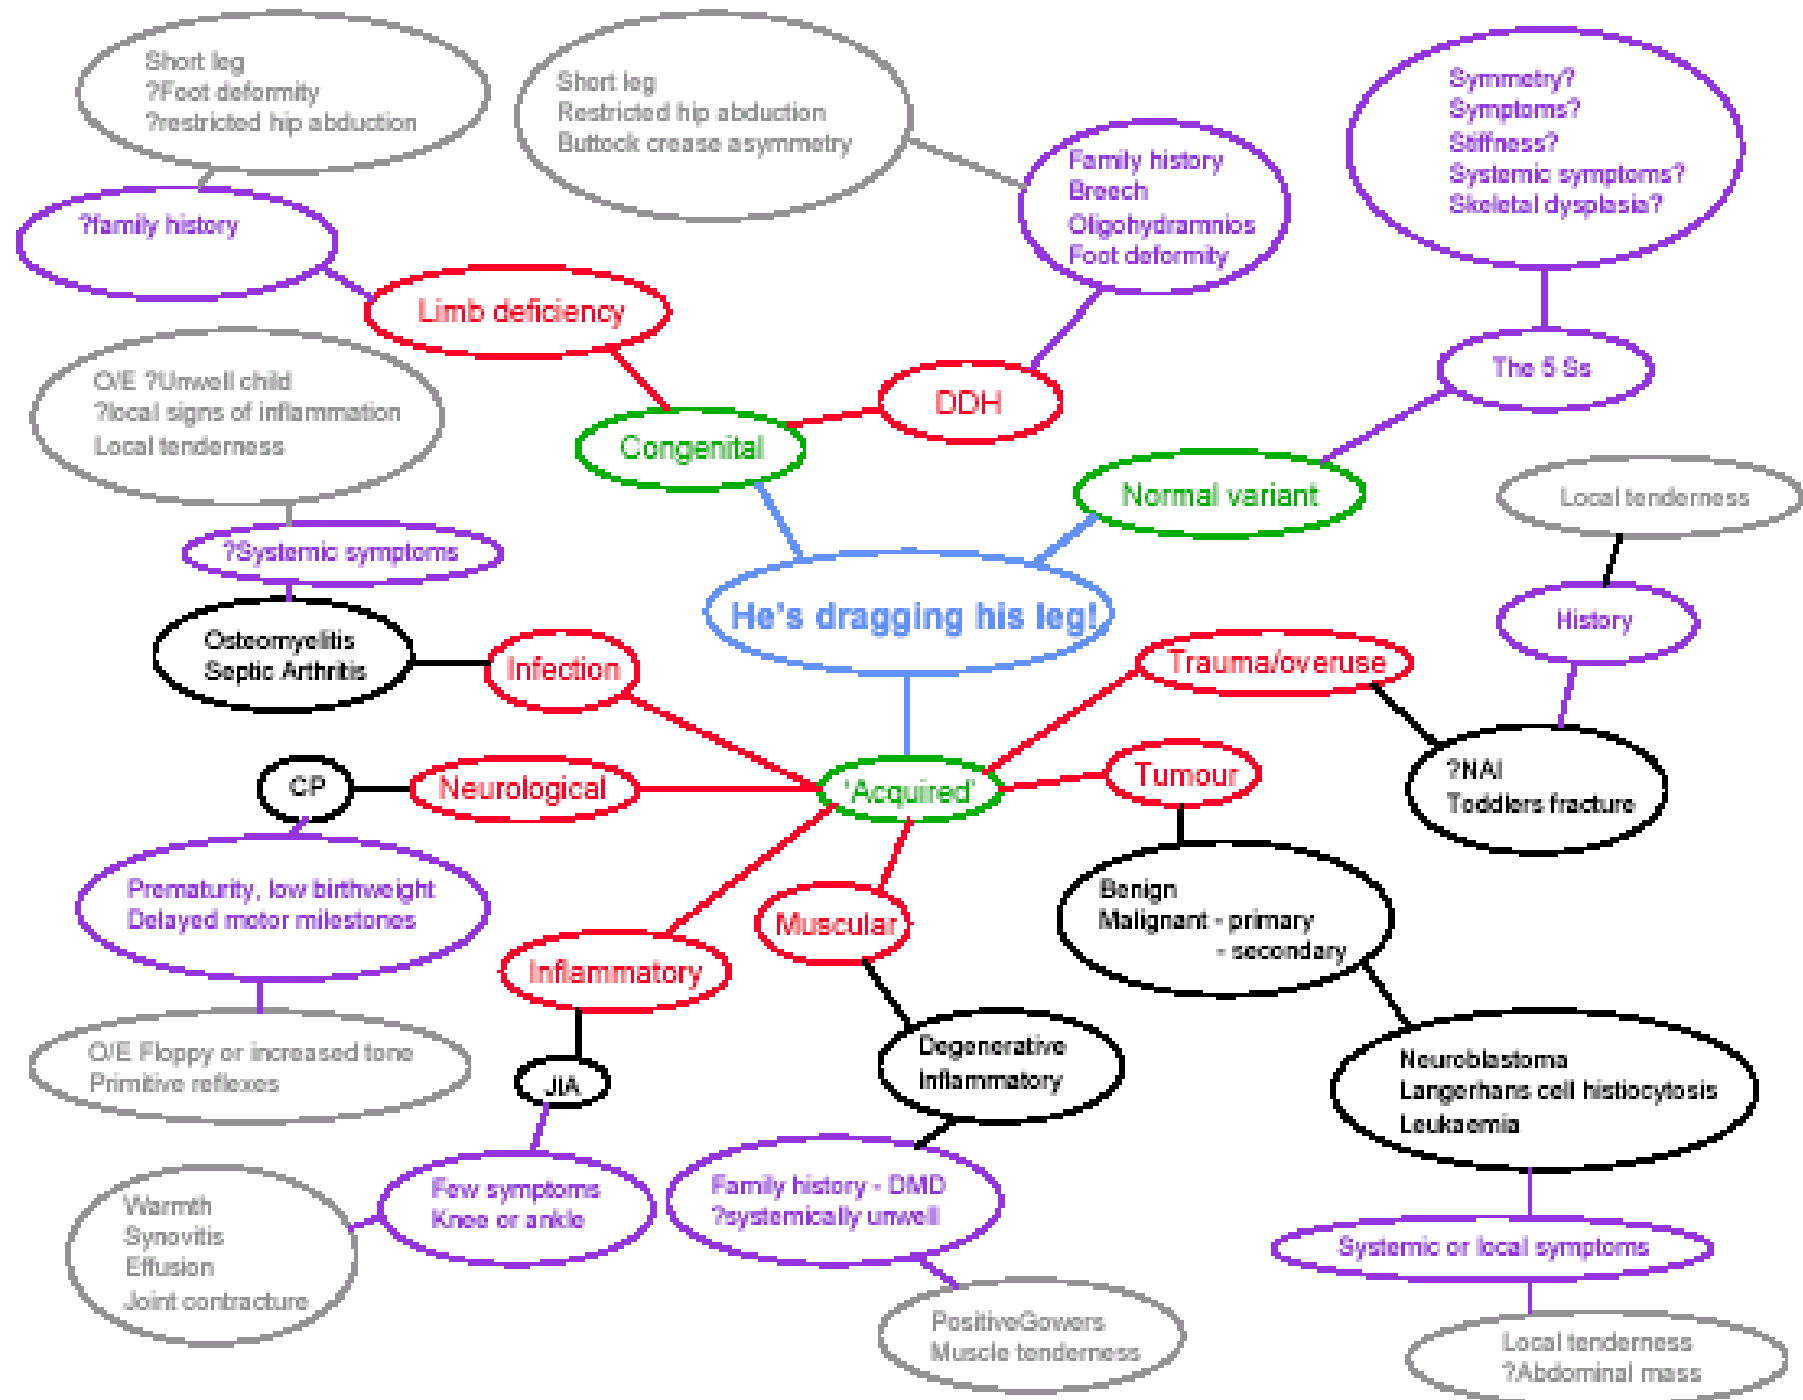 Short leg
?Foot deformity
?restricted hip abduction
Short leg
Restricted hip abduction
Buttock crease asymmetry
Symmetry?
Symptoms?
Stiffness?
Systemic symptoms?
Skeletal dysplasia?
Family history
Breech
Oligohydramnios
Foot deformity
?family history
Limb deficiency
The 5 Ss
O/E ?Unwell child
?local signs of inflammation
Local tenderness
DDH
Congenital
Normal variant
Local tenderness
?Systemic symptoms
He's dragging his leg!
History
Osteomyelitis
Septic Arthritis
Infection
Trauma/overuse
CP
Neurological
'Acquired'
Tumour
?NAI
Toddlers fracture
Prematurity, low birthweight
Delayed motor milestones
Muscular
Benign
Malignant - primary
- secondary
Inflammatory
O/E Floppy or increased tone
Primitive reflexes
JIA
Degenerative
Inflammatory
Neuroblastoma
Langerhans cell histiocytosis
Leukaemia
Warmth
Synovitis
Effusion
Joint contracture
Few symptoms
Knee or ankle
Family history - DMD
?systemically unwell
Systemic or local symptoms
PositiveGowers
Muscle tenderness
Local tenderness
?Abdominal mass